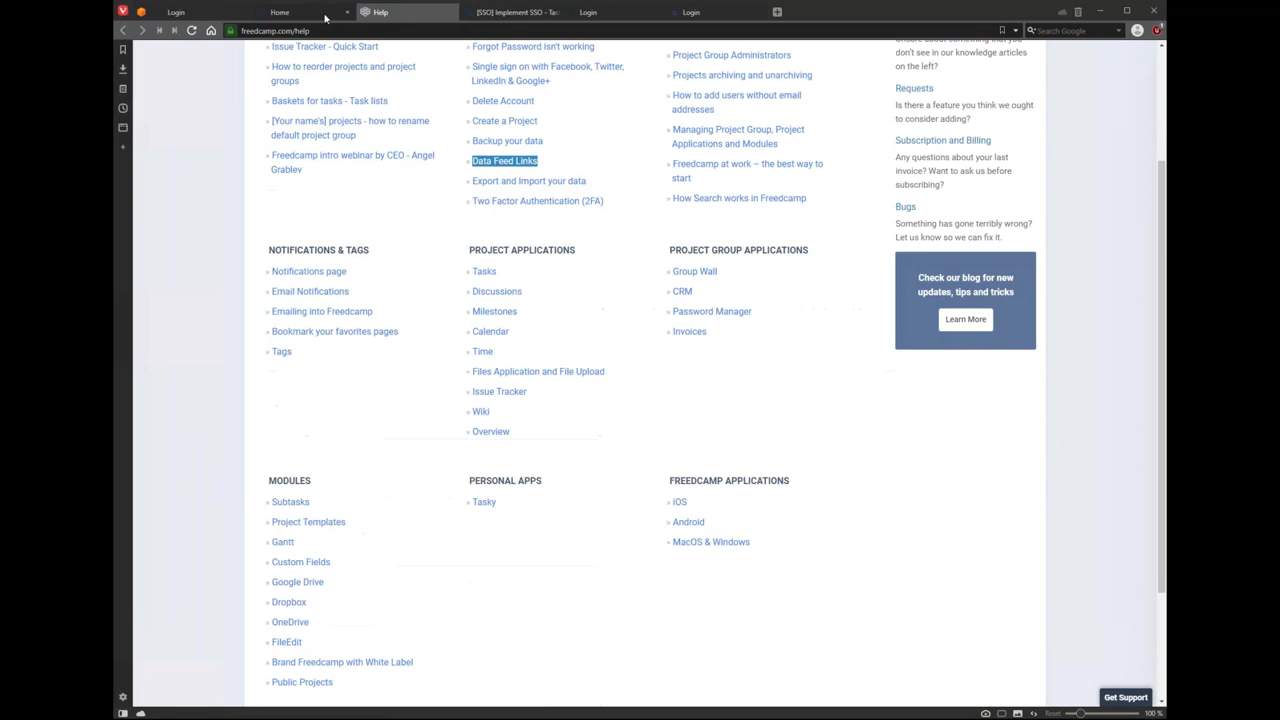 Login
Home
Help
[SSO] Implement SSO - Tas
Login
Login
freedcamp.com/help
Search Google
Issue Tracker - Quick Start
How to reorder projects and project
groups
Baskets for tasks - Task lists
[Your name's] projects - how to rename
default project group
Freedcamp intro webinar by CEO - Angel
Grablev
Forgot Password isn't working
Single sign on with Facebook, Twitter,
LinkedIn & Google+
Delete Account
Create a Project
Backup your data
Data Feed Links
Export and Import your data
Two Factor Authentication (2FA)
Project Group Administrators
Projects archiving and unarchiving
How to add users without email
addresses
Managing Project Group, Project
Applications and Modules
Freedcamp at work – the best way to
start
How Search works in Freedcamp
don't see in our knowledge articles
on the left?
Requests
Is there a feature you think we ought
to consider adding?
Subscription and Billing
Any questions about your last
invoice? Want to ask us before
subscribing?
Bugs
Something has gone terribly wrong?
Let us know so we can fix it.
Check our blog for new
updates, tips and tricks
Learn More
NOTIFICATIONS & TAGS
Notifications page
Email Notifications
Emailing into Freedcamp
Bookmark your favorites pages
Tags
PROJECT APPLICATIONS
Tasks
Discussions
Milestones
Calendar
Time
Files Application and File Upload
Issue Tracker
Wiki
Overview
PROJECT GROUP APPLICATIONS
Group Wall
CRM
Password Manager
Invoices
MODULES
Subtasks
Project Templates
Gantt
Custom Fields
Google Drive
Dropbox
OneDrive
FileEdit
Brand Freedcamp with White Label
Public Projects
PERSONAL APPS
Tasky
FREEDCAMP APPLICATIONS
iOS
Android
MacOS & Windows
Get Support
Reset
100 %